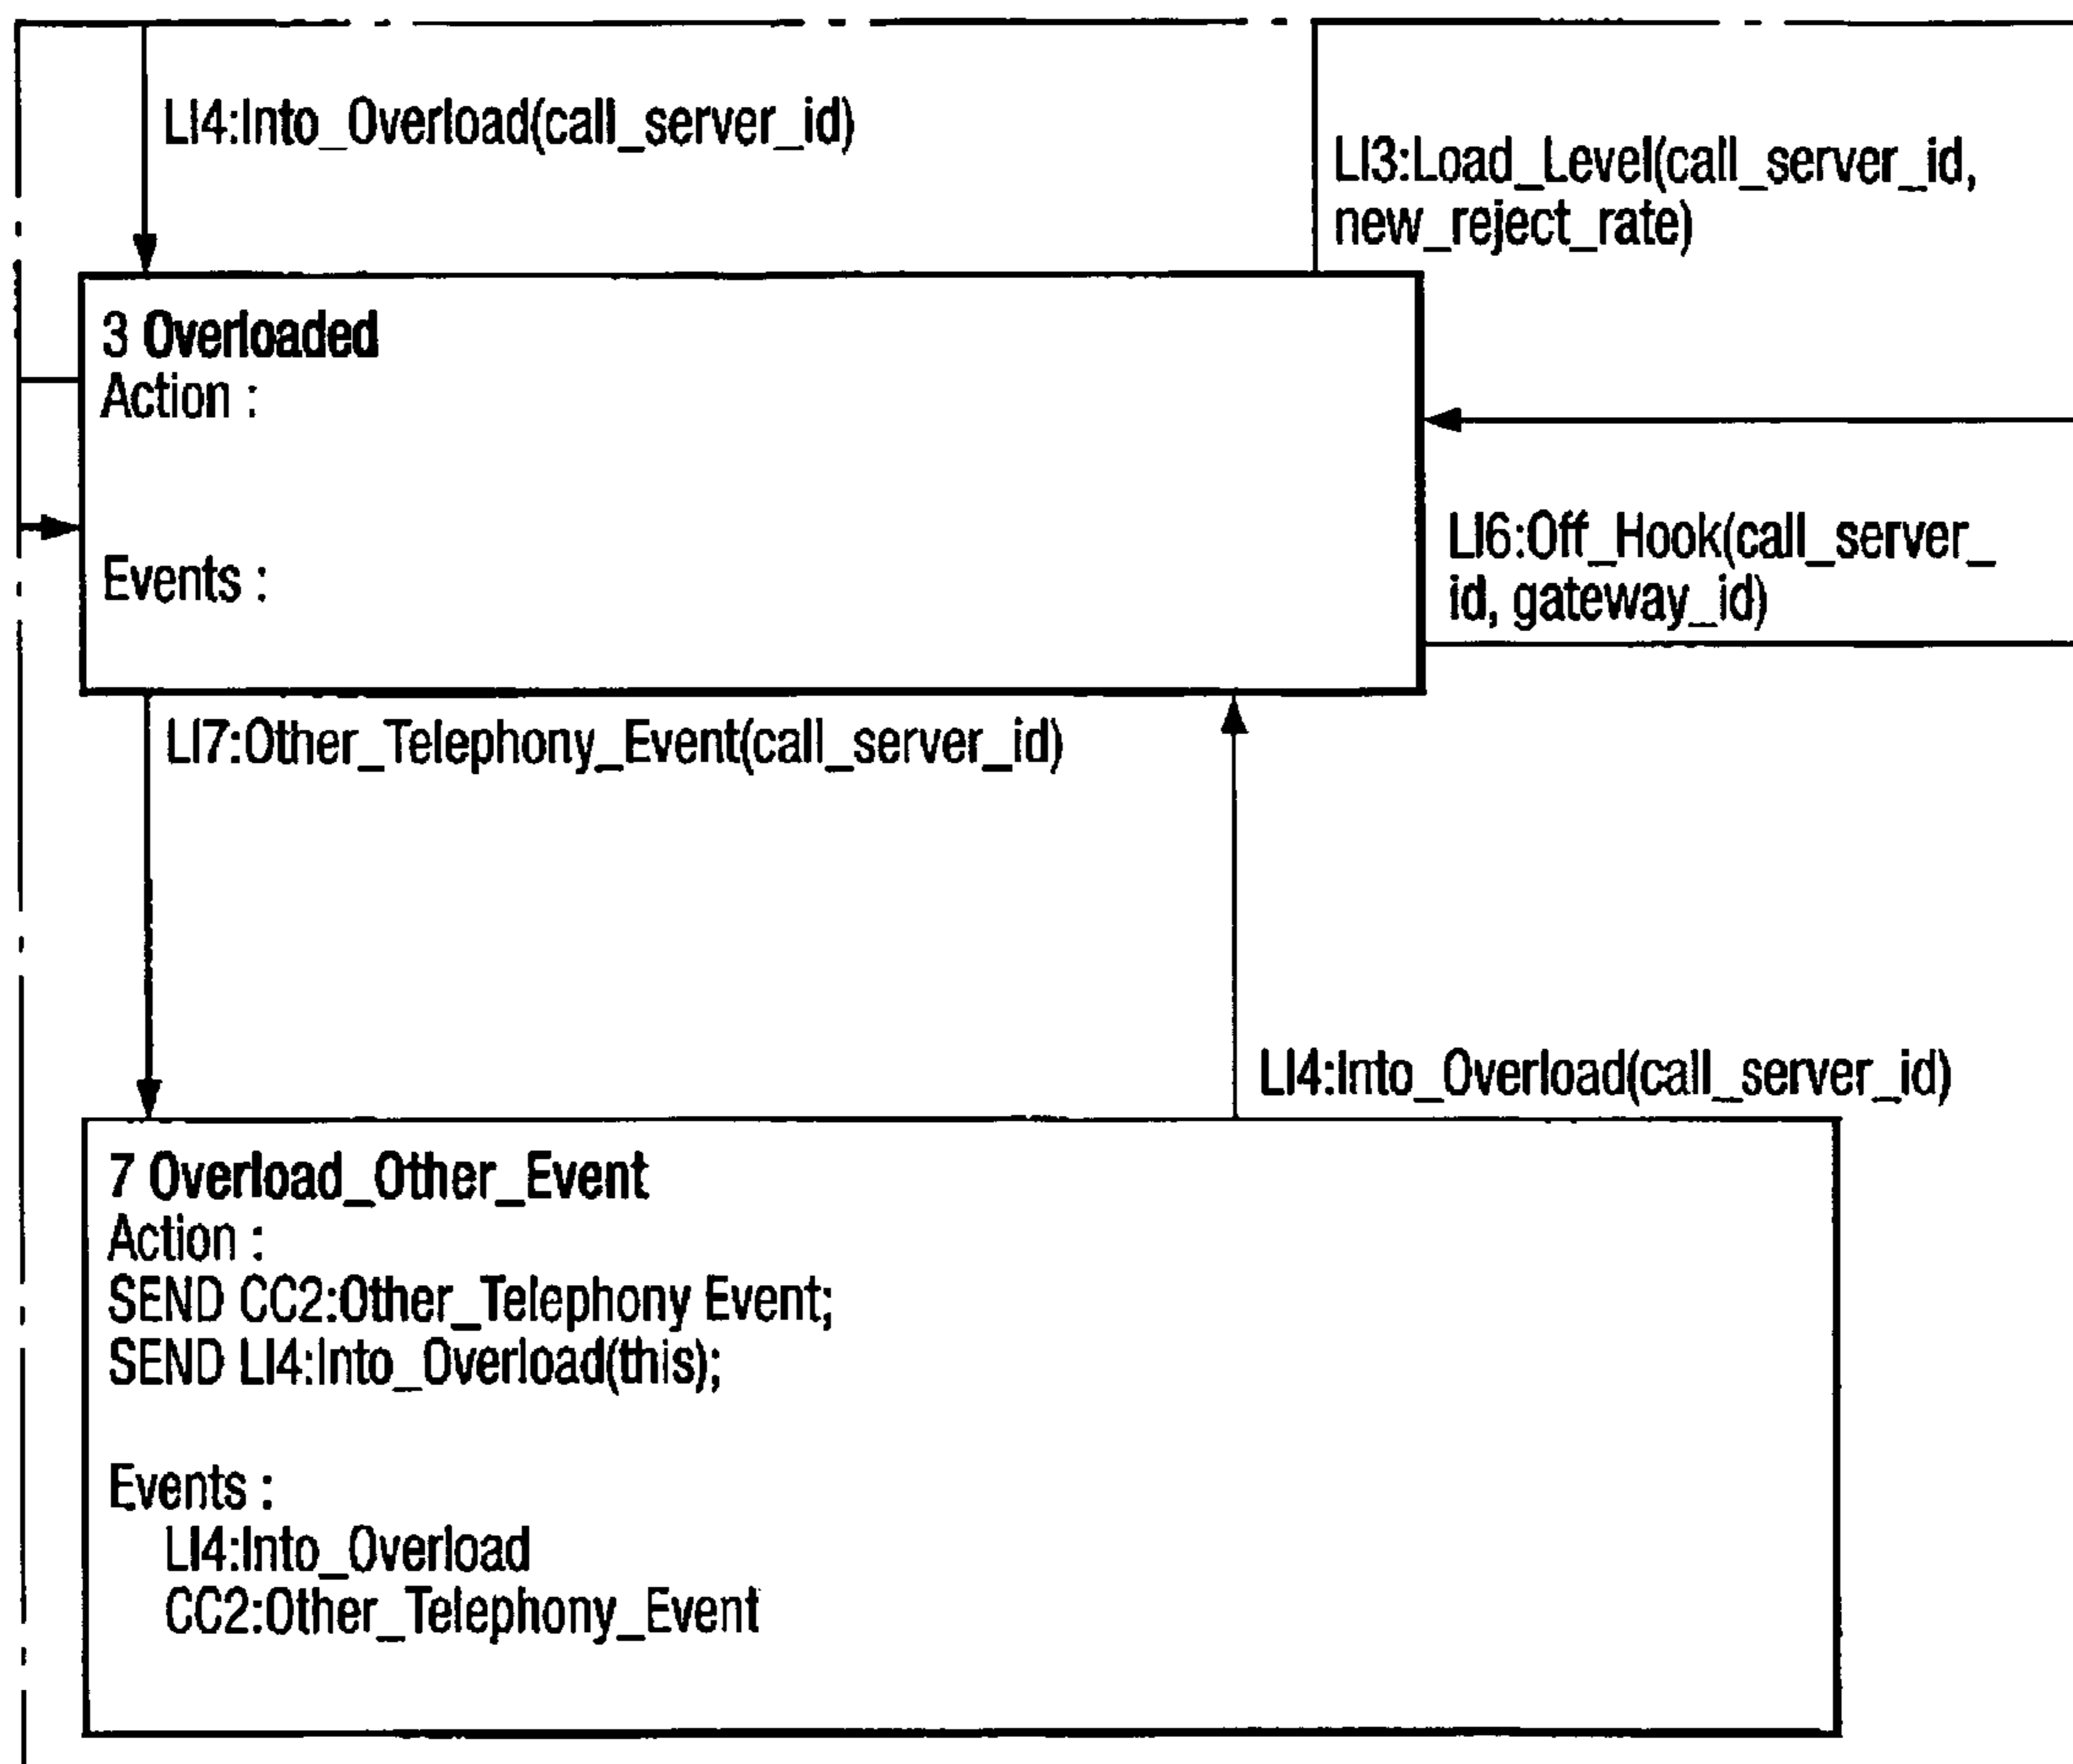 LI4:Into_Overload(call_server_id)
LI3:Load_Level(call_server_id,
new_reject_rate)
3 Overloaded
Action :
Events :
LI6:Off_Hook(call_server_
id, gateway_id)
LI7:Other_Telephony_Event(call_server_id)
LI4:Into_Overload(call_server_id)
7 Overload_Other_Event
Action :
SEND CC2:Other_Telephony Event;
SEND LI4:Into_Overload(this);
Events :
LI4:Into_Overload
CC2:Other_Telephony_Event